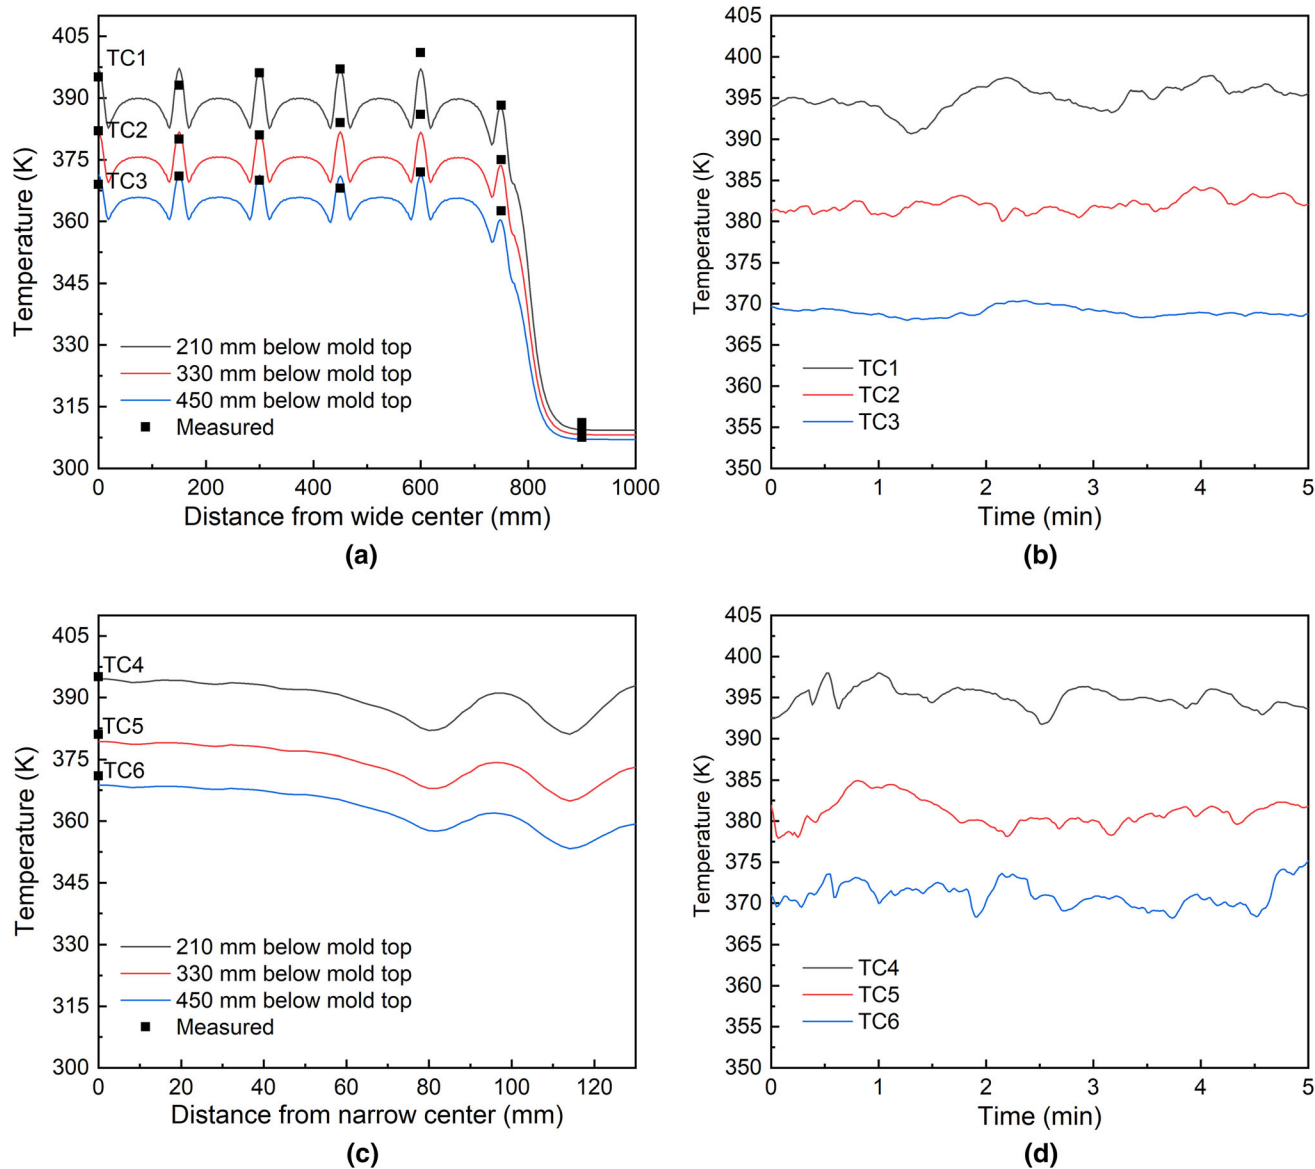 405
390
375
360
345
330
315
300
Temperature (K)
TC1
TC2
TC3
210 mm below mold top
330 mm below mold top
450 mm below mold top
Measured
0 200 400 600 800 1000
Distance from wide center (mm)
(a)
405
400
395
390
385
380
375
370
365
360
355
350
Temperature (K)
TC1
TC2
TC3
0 1 2 3 4 5
Time (min)
(b)
405
390
375
360
345
330
315
300
Temperature (K)
TC4
TC5
TC6
210 mm below mold top
330 mm below mold top
450 mm below mold top
Measured
0 20 40 60 80 100 120
Distance from narrow center (mm)
(c)
405
400
395
390
385
380
375
370
365
360
355
350
Temperature (K)
TC4
TC5
TC6
0 1 2 3 4 5
Time (min)
(d)